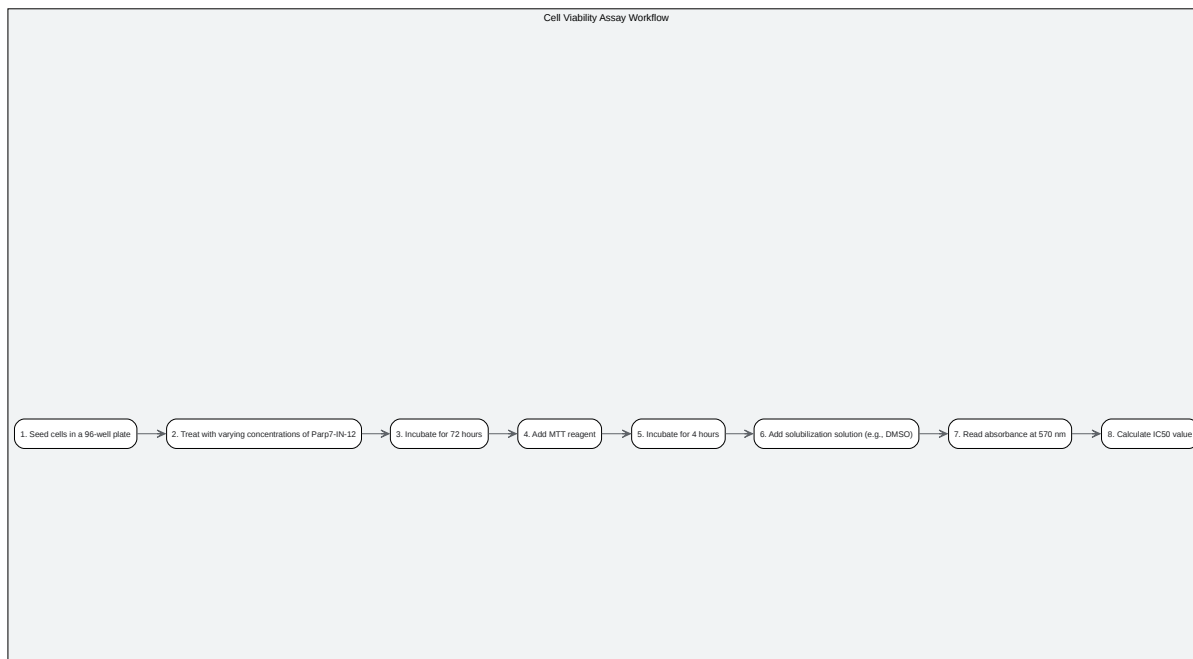 Cell Viability Assay Workflow
1. Seed cells in a 96-well plate
2. Treat with varying concentrations of Parp7-IN-12
3. Incubate for 72 hours
4. Add MTT reagent
5. Incubate for 4 hours
6. Add solubilization solution (e.g., DMSO)
7. Read absorbance at 570 nm
8. Calculate IC50 value